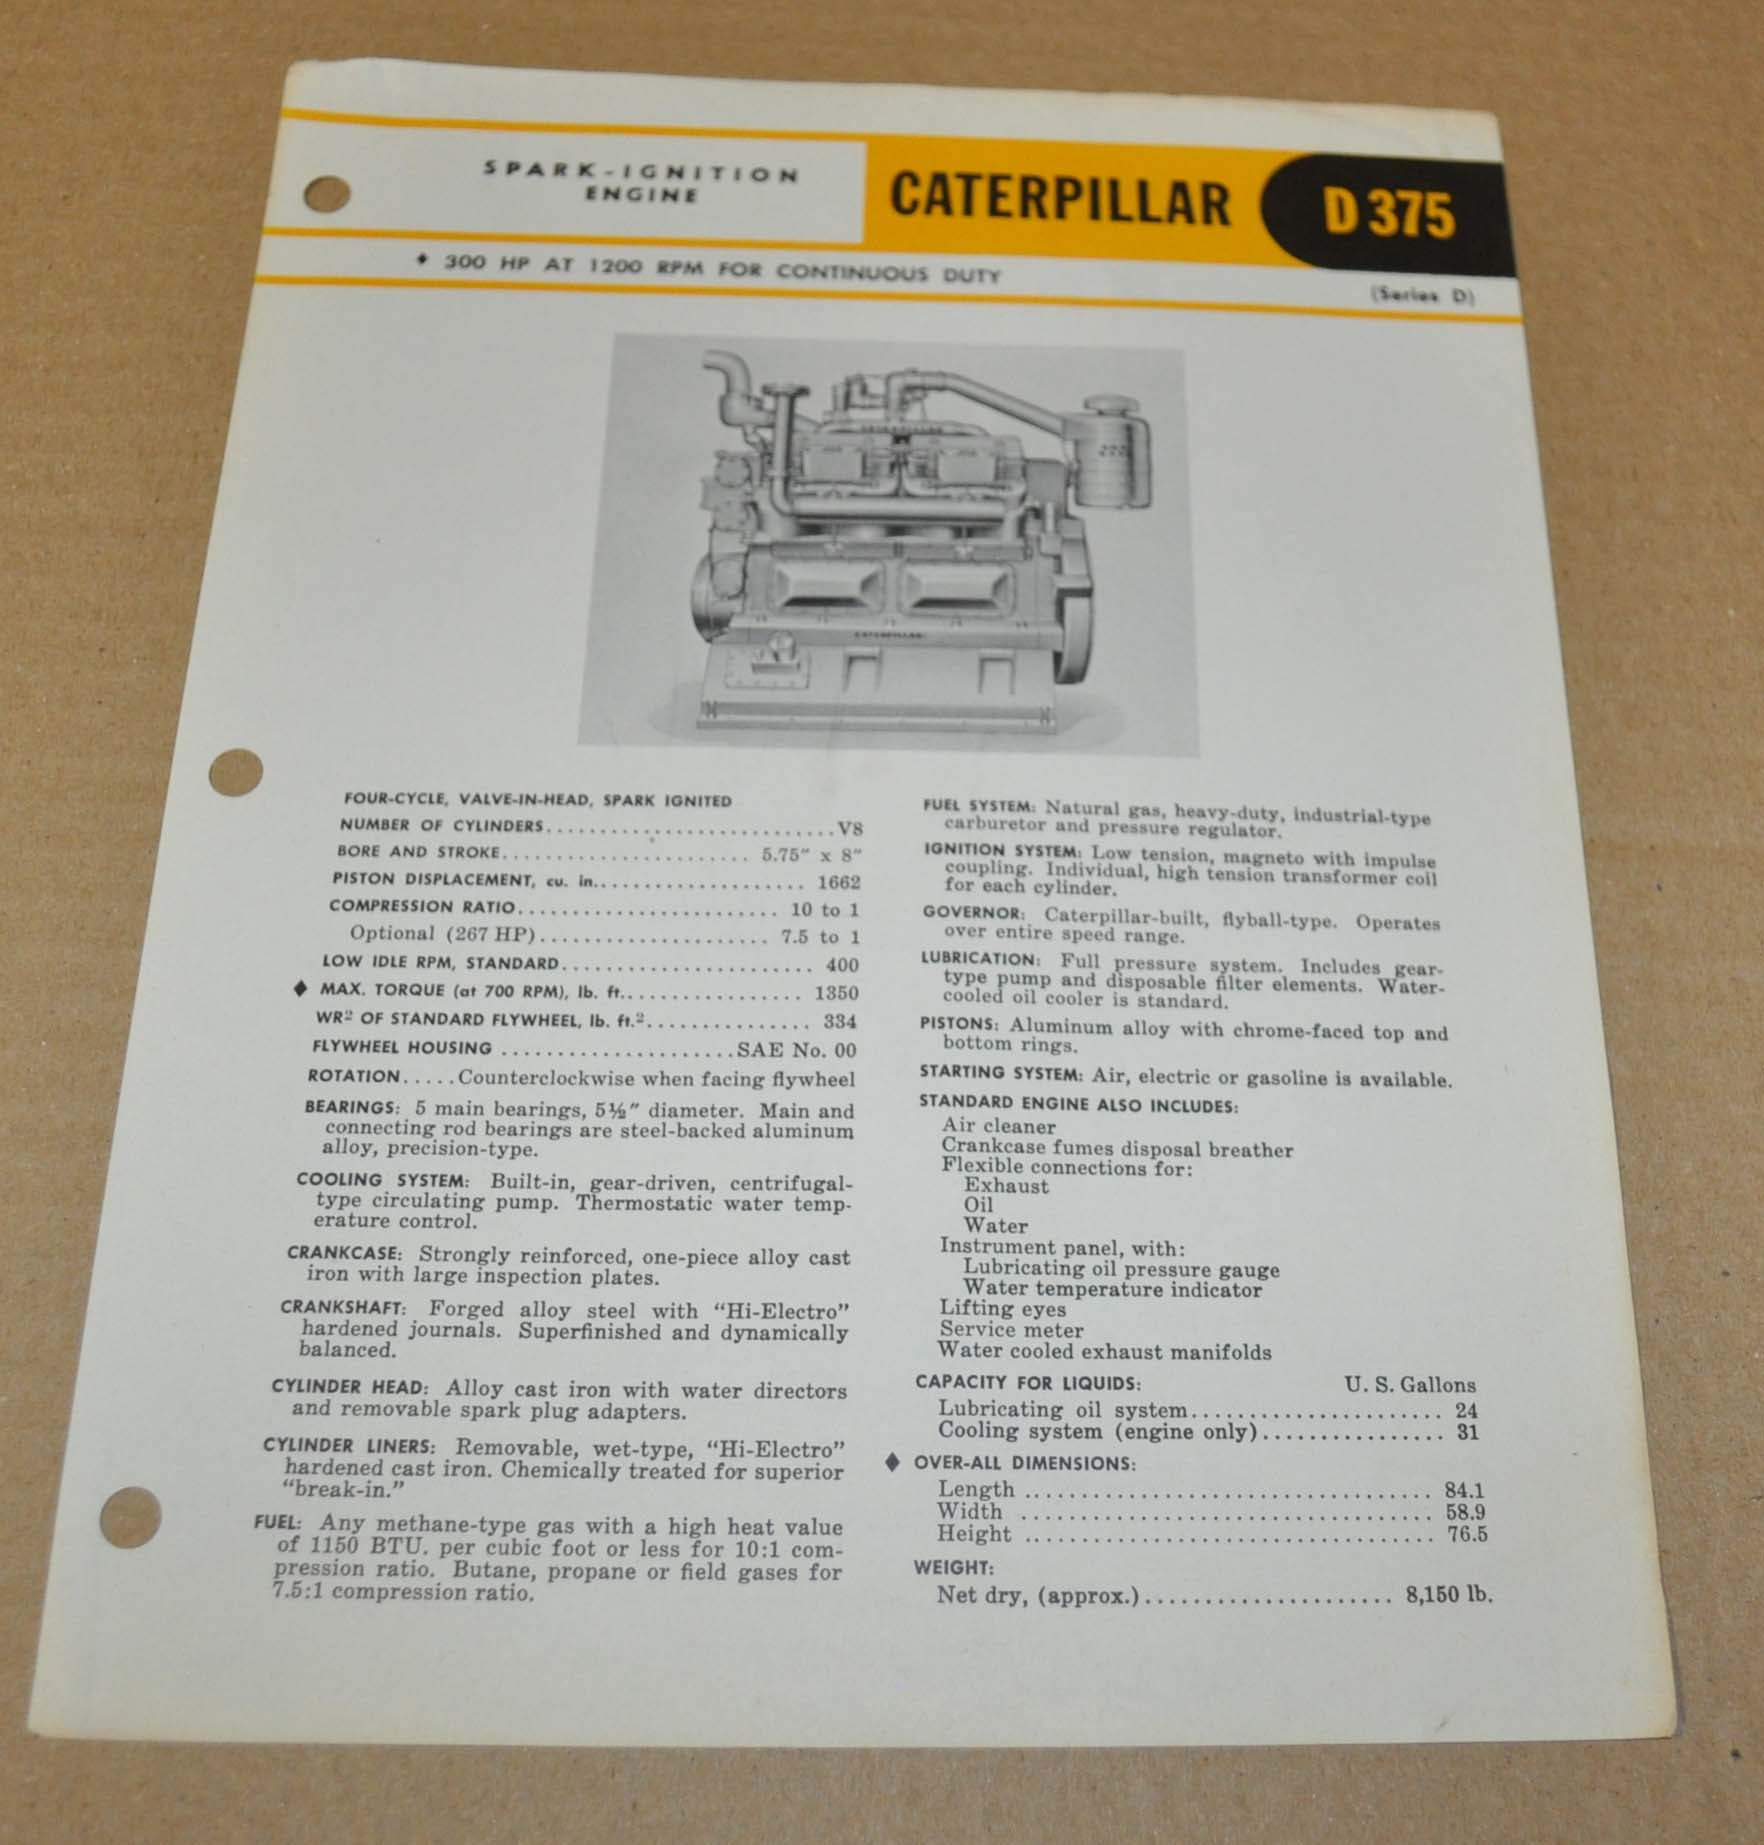 SPARK-IGNITION
ENGINE
CATERPILLAR
D 375
♦ 300 HP AT 1200 RPM FOR CONTINUOUS DUTY
(Series D)
CATERPILLAR
CATERPILLAR
FOUR-CYCLE, VALVE-IN-HEAD, SPARK IGNITED
NUMBER OF CYLINDERS...........................V8
BORE AND STROKE....................... 5.75" x 8"
PISTON DISPLACEMENT, cu. in.................... 1662
COMPRESSION RATIO........................ 10 to 1
Optional (267 HP)..................... 7.5 to 1
LOW IDLE RPM, STANDARD....................... 400
♦ MAX. TORQUE (at 700 RPM), lb. ft................. 1350
WR² OF STANDARD FLYWHEEL, lb. ft.²............... 334
FLYWHEEL HOUSING ......................SAE No. 00
ROTATION.....Counterclockwise when facing flywheel
BEARINGS: 5 main bearings, 5½" diameter. Main and
connecting rod bearings are steel-backed aluminum
alloy, precision-type.
COOLING SYSTEM: Built-in, gear-driven, centrifugal-
type circulating pump. Thermostatic water temp-
erature control.
CRANKCASE: Strongly reinforced, one-piece alloy cast
iron with large inspection plates.
CRANKSHAFT: Forged alloy steel with "Hi-Electro"
hardened journals. Superfinished and dynamically
balanced.
CYLINDER HEAD: Alloy cast iron with water directors
and removable spark plug adapters.
CYLINDER LINERS: Removable, wet-type, "Hi-Electro"
hardened cast iron. Chemically treated for superior
"break-in."
FUEL: Any methane-type gas with a high heat value
of 1150 BTU. per cubic foot or less for 10:1 com-
pression ratio. Butane, propane or field gases for
7.5:1 compression ratio.
FUEL SYSTEM: Natural gas, heavy-duty, industrial-type
carburetor and pressure regulator.
IGNITION SYSTEM: Low tension, magneto with impulse
coupling. Individual, high tension transformer coil
for each cylinder.
GOVERNOR: Caterpillar-built, flyball-type. Operates
over entire speed range.
LUBRICATION: Full pressure system. Includes gear-
type pump and disposable filter elements. Water-
cooled oil cooler is standard.
PISTONS: Aluminum alloy with chrome-faced top and
bottom rings.
STARTING SYSTEM: Air, electric or gasoline is available.
STANDARD ENGINE ALSO INCLUDES:
Air cleaner
Crankcase fumes disposal breather
Flexible connections for:
Exhaust
Oil
Water
Instrument panel, with:
Lubricating oil pressure gauge
Water temperature indicator
Lifting eyes
Service meter
Water cooled exhaust manifolds
CAPACITY FOR LIQUIDS: U. S. Gallons
Lubricating oil system...................... 24
Cooling system (engine only)................ 31
♦ OVER-ALL DIMENSIONS:
Length .................................... 84.1
Width ..................................... 58.9
Height .................................... 76.5
WEIGHT:
Net dry, (approx.)..................... 8,150 lb.